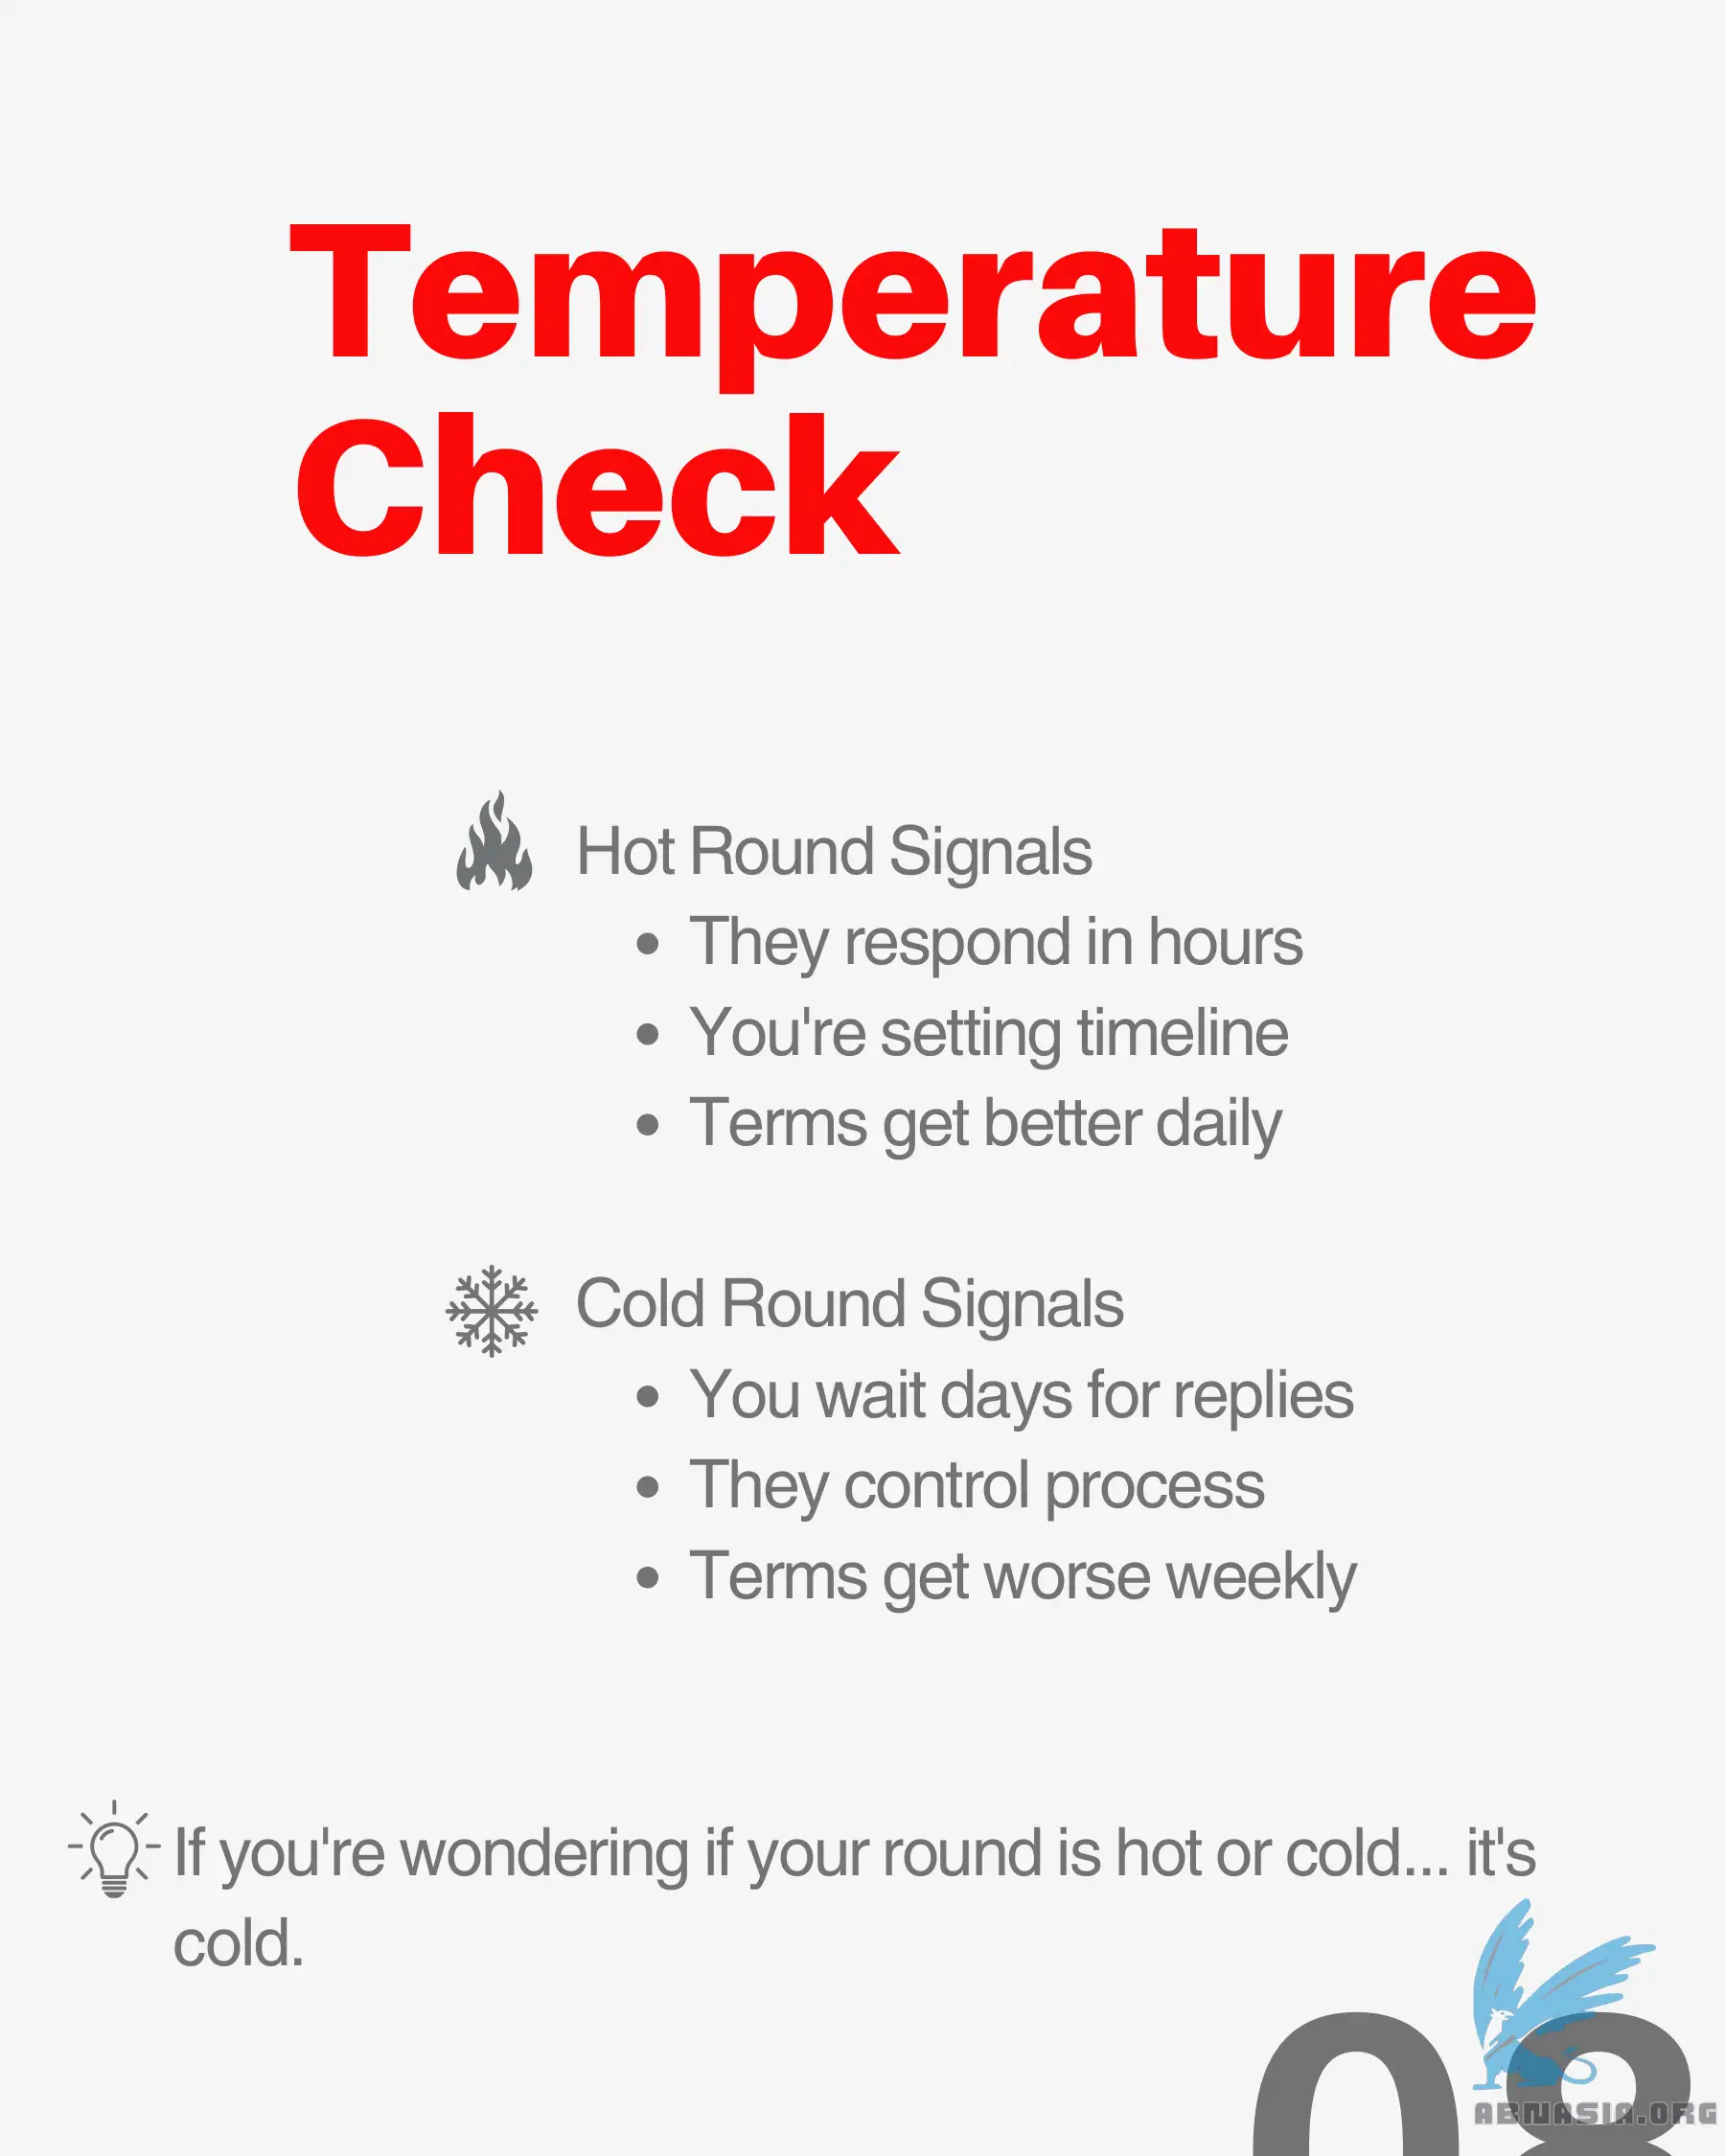 Temperature
Check
Hot Round Signals
• They respond in hours
• You're setting timeline
• Terms get better daily
Cold Round Signals
• You wait days for replies
• They control process
• Terms get worse weekly
If you're wondering if your round is hot or cold... it's
cold.
08
ABNASIA.ORG